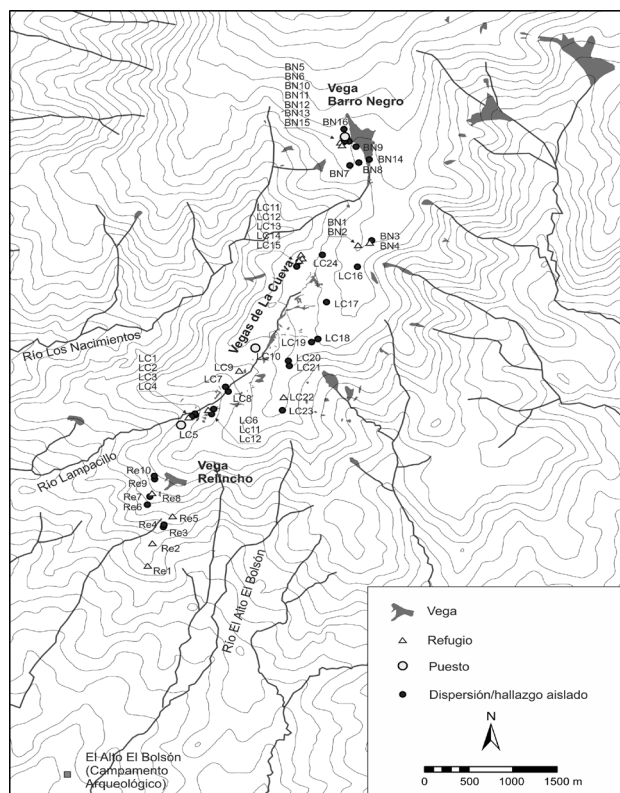 BN5
BN6
BN10
BN11
BN12
BN13
BN15
Vega
Barro Negro
BN16
BN9
BN14
BN7
BN8
LC11
LC12
LC13
LC14
LC15
BN1
BN2
BN3
BN4
LC24
LC16
Vegas de La Cueva
LC17
Río Los Nacimientos
LC19
LC18
LC1
LC2
LC3
LC4
LC10
LC9
LC20
LC21
LC7
LC8
LC22
LC23
LC6
Lc11
Lc12
LC5
Río Lampacillo
Vega
Relincho
Re10
Re9
Re7
Re8
Re6
Re5
Re4
Re3
Re2
Re1
Río El Alto El Bolsón
Vega
Refugio
Puesto
Dispersión/hallazgo aislado
N
0
500
1000
1500 m
El Alto El Bolsón
(Campamento
Arqueológico)